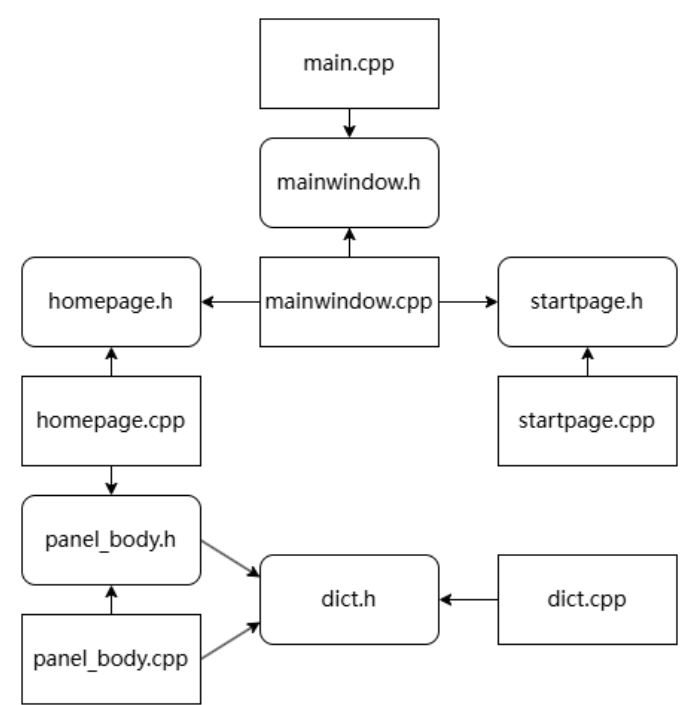 main.cpp
mainwindow.h
homepage.h
mainwindow.cpp
startpage.h
homepage.cpp
startpage.cpp
panel_body.h
dict.h
dict.cpp
panel_body.cpp